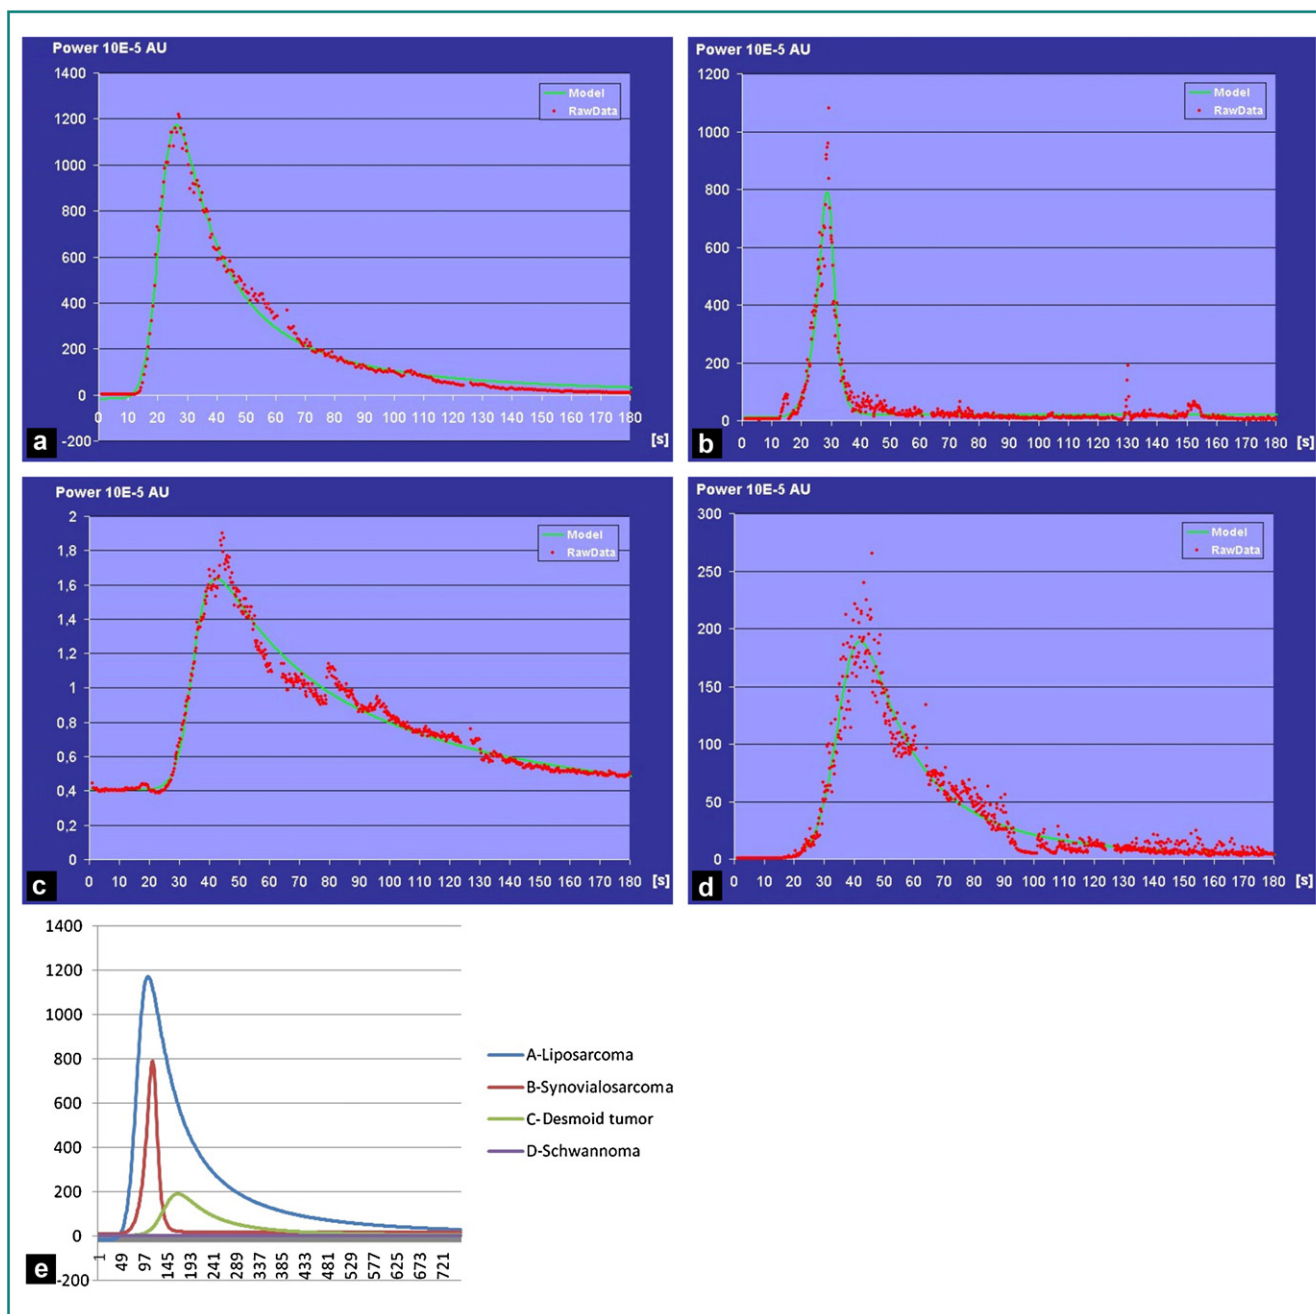 Power 10E-5 AU
1400
1200
1000
800
600
400
200
0
-200
0 10 20 30 40 50 60 70 80 90 100 110 120 130 140 150 160 170 180
[s]
Model
RawData
a
Power 10E-5 AU
1200
1000
800
600
400
200
0
0 10 20 30 40 50 60 70 80 90 100 110 120 130 140 150 160 170 180 [s]
Model
RawData
b
Power 10E-5 AU
2
1,8
1,6
1,4
1,2
1
0,8
0,6
0,4
0,2
0
0 10 20 30 40 50 60 70 80 90 100 110 120 130 140 150 160 170 180
[s]
Model
RawData
c
Power 10E-5 AU
300
250
200
150
100
50
0
0 10 20 30 40 50 60 70 80 90 100 110 120 130 140 150 160 170 180 [s]
Model
RawData
d
1400
1200
1000
800
600
400
200
0
-200
1 49 97 145 193 241 289 337 385 433 481 529 577 625 673 721
A-Liposarcoma
B-Synovialosarcoma
C-Desmoid tumor
D-Schwannoma
e